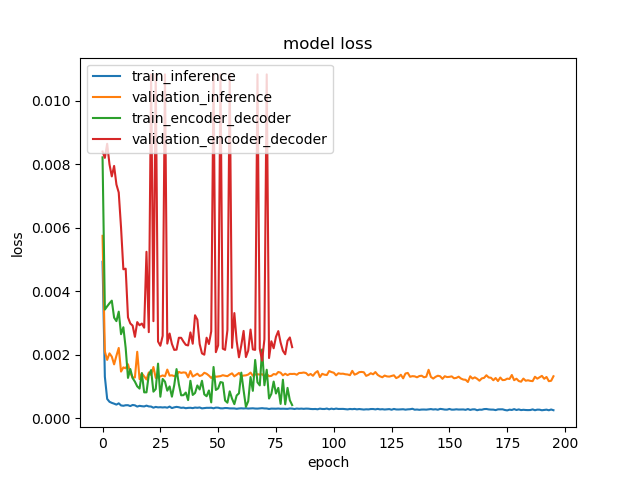 model loss
train_inference
validation_inference
train_encoder_decoder
validation_encoder_decoder
0.010
0.008
0.006
0.004
0.002
0.000
loss
0 25 50 75 100 125 150 175 200
epoch